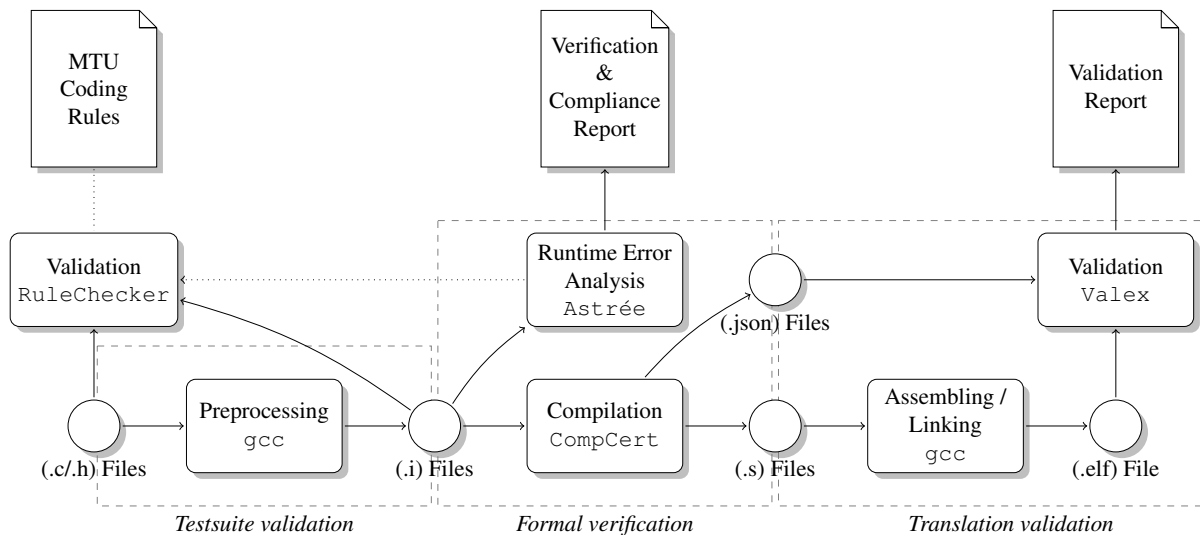 MTU
Coding
Rules
Verification
&
Compliance
Report
Validation
Report
Validation
RuleChecker
Runtime Error
Analysis
Astrée
Validation
Valex
(.json) Files
Preprocessing
gcc
Compilation
CompCert
Assembling /
Linking
gcc
(.c/.h) Files
(.i) Files
(.s) Files
(.elf) File
Testsuite validation
Formal verification
Translation validation